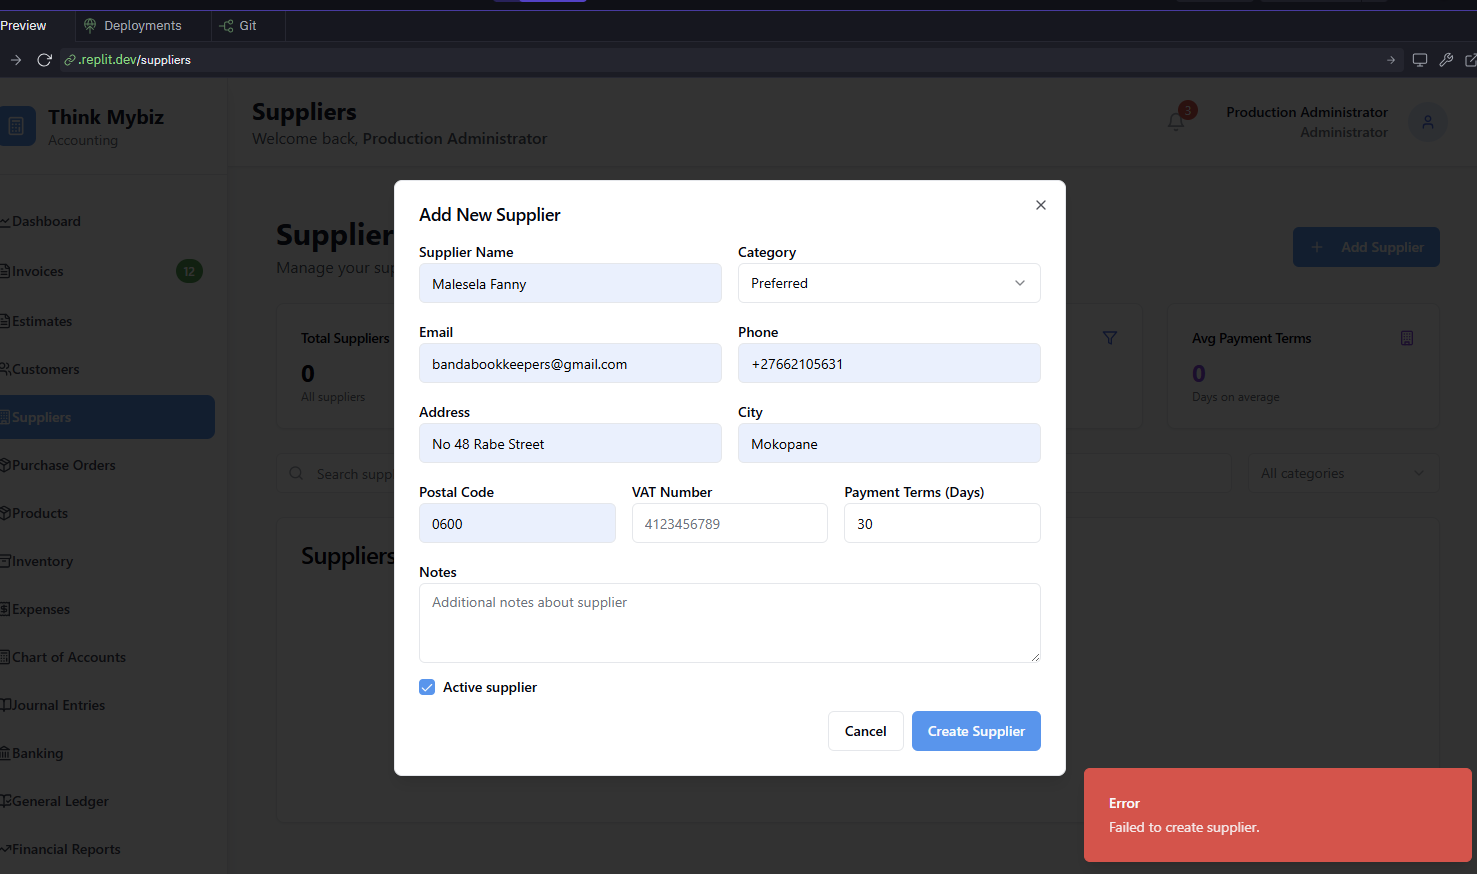 Preview
Deployments
Git
.replit.dev/suppliers
Think Mybiz
Accounting
Suppliers
Welcome back, Production Administrator
3
Production Administrator
Administrator
Dashboard
Invoices
12
Estimates
Customers
Suppliers
Purchase Orders
Products
Inventory
Expenses
Chart of Accounts
Journal Entries
Banking
General Ledger
Financial Reports
Supplier
Manage your sup
Add Supplier
Total Suppliers
0
All suppliers
Avg Payment Terms
0
Days on average
Search supp
All categories
Suppliers
Add New Supplier
Supplier Name
Category
Malesela Fanny
Preferred
Email
Phone
bandabookkeepers@gmail.com
+27662105631
Address
City
No 48 Rabe Street
Mokopane
Postal Code
VAT Number
Payment Terms (Days)
0600
4123456789
30
Notes
Additional notes about supplier
Active supplier
Cancel
Create Supplier
Error
Failed to create supplier.